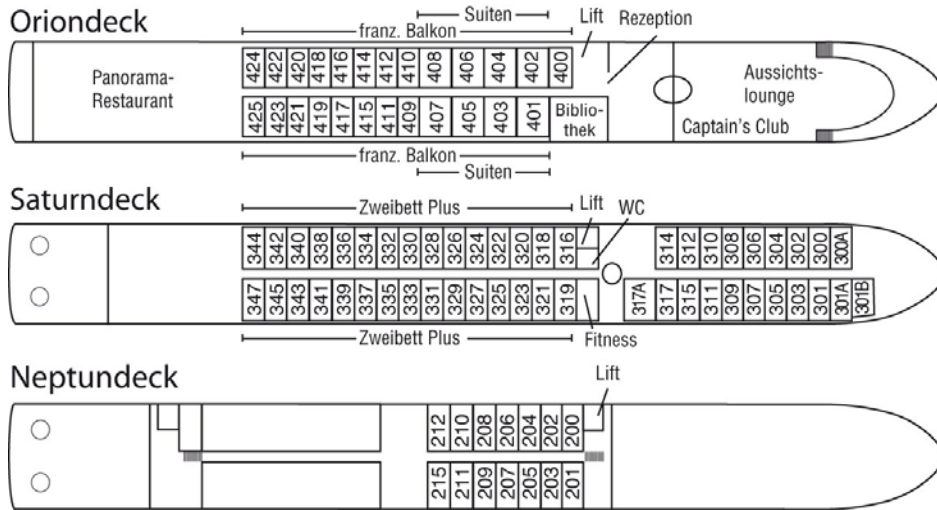 Oriondeck
Suiten
franz. Balkon
Lift
Rezeption
424 422 420 418 416 414 412 410 408 406 404 402 400
Panorama-
Restaurant
Aussichts-
lounge
425 423 421 419 417 415 411 409 407 405 403 401
Biblio-
thek
Captain's Club
franz. Balkon
Suiten
Saturndeck
Zweibett Plus
Lift
WC
344 342 340 338 336 334 332 330 328 326 324 322 320 318 316
314 312 310 308 306 304 302 300 300A
347 345 343 341 339 337 335 333 331 329 327 325 323 321 319
317A 317 315 311 309 307 305 303 301 301A 301B
Zweibett Plus
Fitness
Neptundeck
Lift
212 210 208 206 204 202 200
215 211 209 207 205 203 201